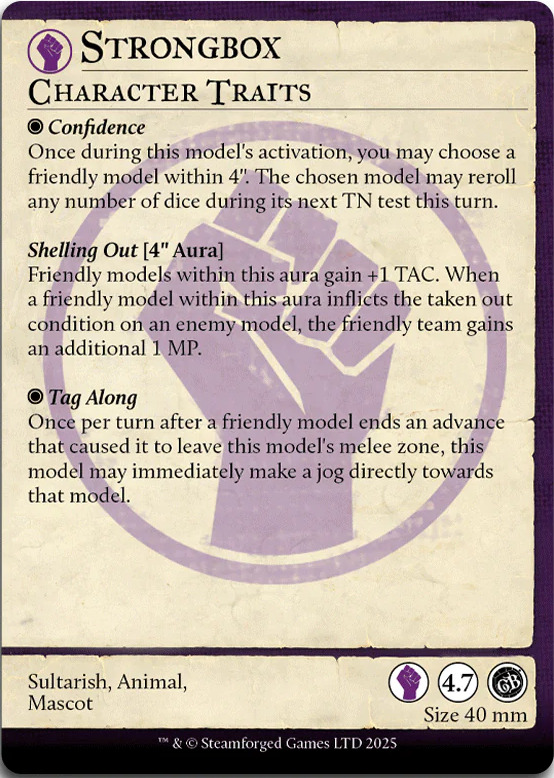 Strongbox
Character Traits
Confidence
Once during this model's activation, you may choose a
friendly model within 4". The chosen model may reroll
any number of dice during its next TN test this turn.
Shelling Out [4" Aura]
Friendly models within this aura gain +1 TAC. When
a friendly model within this aura inflicts the taken out
condition on an enemy model, the friendly team gains
an additional 1 MP.
Tag Along
Once per turn after a friendly model ends an advance
that caused it to leave this model's melee zone, this
model may immediately make a jog directly towards
that model.
Sultarish, Animal,
Mascot
4.7
GB
Size 40 mm
™ & © Steamforged Games LTD 2025